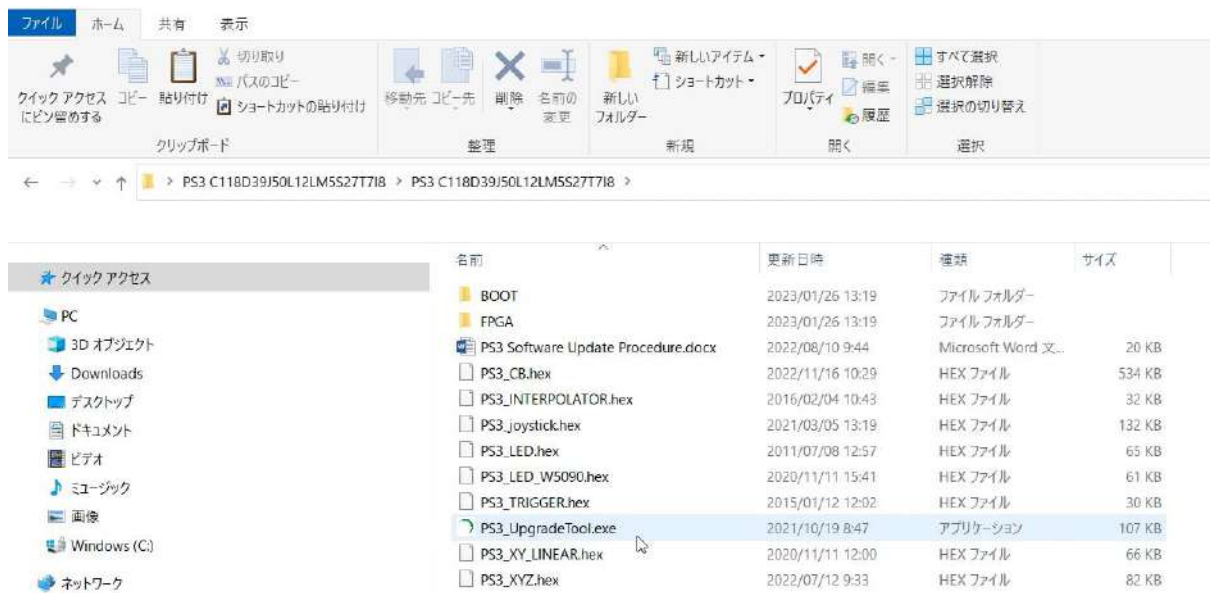 ファイル ホーム 共有 表示
クイック アクセス
にピン留めする
コピー
貼り付け
切り取り
パスのコピー
ショートカットの貼り付け
クリップボード
移動先
コピー先
削除
名前の
変更
整理
新しい
フォルダー
新しいアイテム
ショートカット
新規
プロパティ
開く
編集
履歴
開く
すべて選択
選択解除
選択の切り替え
選択
PS3 C118D39J50L12LM5S27T7I8 > PS3 C118D39J50L12LM5S27T7I8 >
クイック アクセス
PC
3D オブジェクト
Downloads
デスクトップ
ドキュメント
ビデオ
ミュージック
画像
Windows (C:)
ネットワーク
名前 更新日時 種類 サイズ
BOOT 2023/01/26 13:19 ファイル フォルダー
FPGA 2023/01/26 13:19 ファイル フォルダー
PS3 Software Update Procedure.docx 2022/08/10 9:44 Microsoft Word 文... 20 KB
PS3_CB.hex 2022/11/16 10:29 HEX ファイル 534 KB
PS3_INTERPOLATOR.hex 2016/02/04 10:43 HEX ファイル 32 KB
PS3_joystick.hex 2021/03/05 13:19 HEX ファイル 132 KB
PS3_LED.hex 2011/07/08 12:57 HEX ファイル 65 KB
PS3_LED_W5090.hex 2020/11/11 15:41 HEX ファイル 61 KB
PS3_TRIGGER.hex 2015/01/12 12:02 HEX ファイル 30 KB
PS3_UpgradeTool.exe 2021/10/19 8:47 アプリケーション 107 KB
PS3_XY_LINEAR.hex 2020/11/11 12:00 HEX ファイル 66 KB
PS3_XYZ.hex 2022/07/12 9:33 HEX ファイル 82 KB